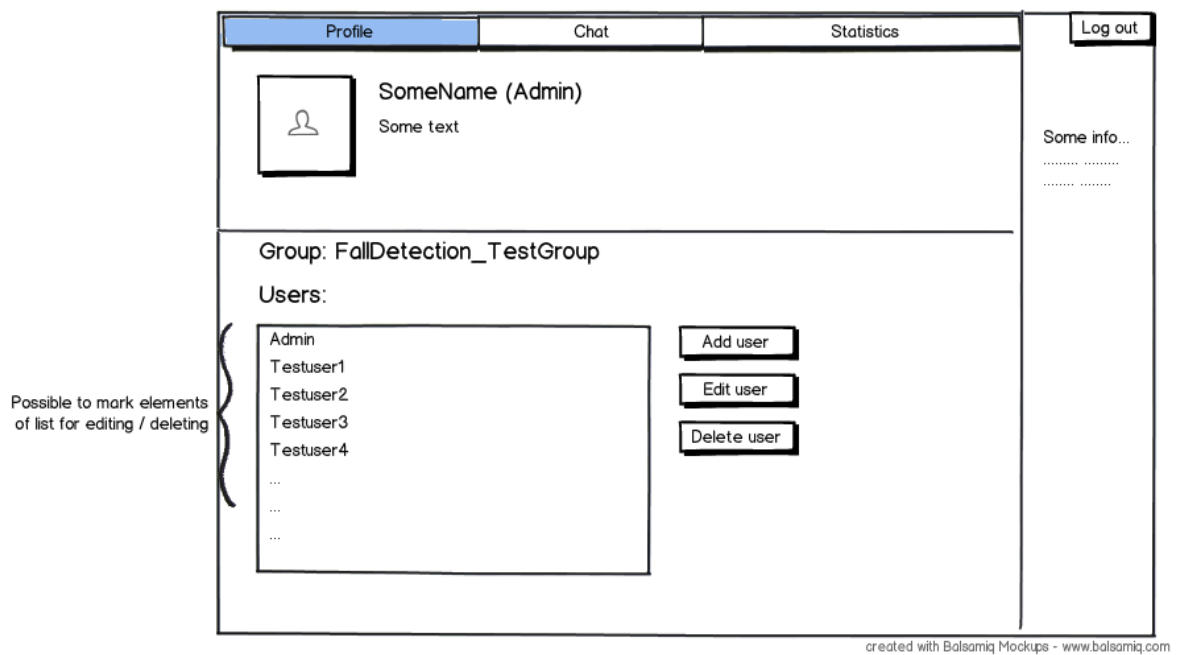 Profile
Chat
Statistics
Log out
SomeName (Admin)
Some text
Some info...
......... .........
........ ........
Group: FallDetection_TestGroup
Users:
Admin
Testuser1
Testuser2
Testuser3
Testuser4
...
...
...
Add user
Edit user
Delete user
Possible to mark elements
of list for editing / deleting
created with Balsamiq Mockups - www.balsamiq.com